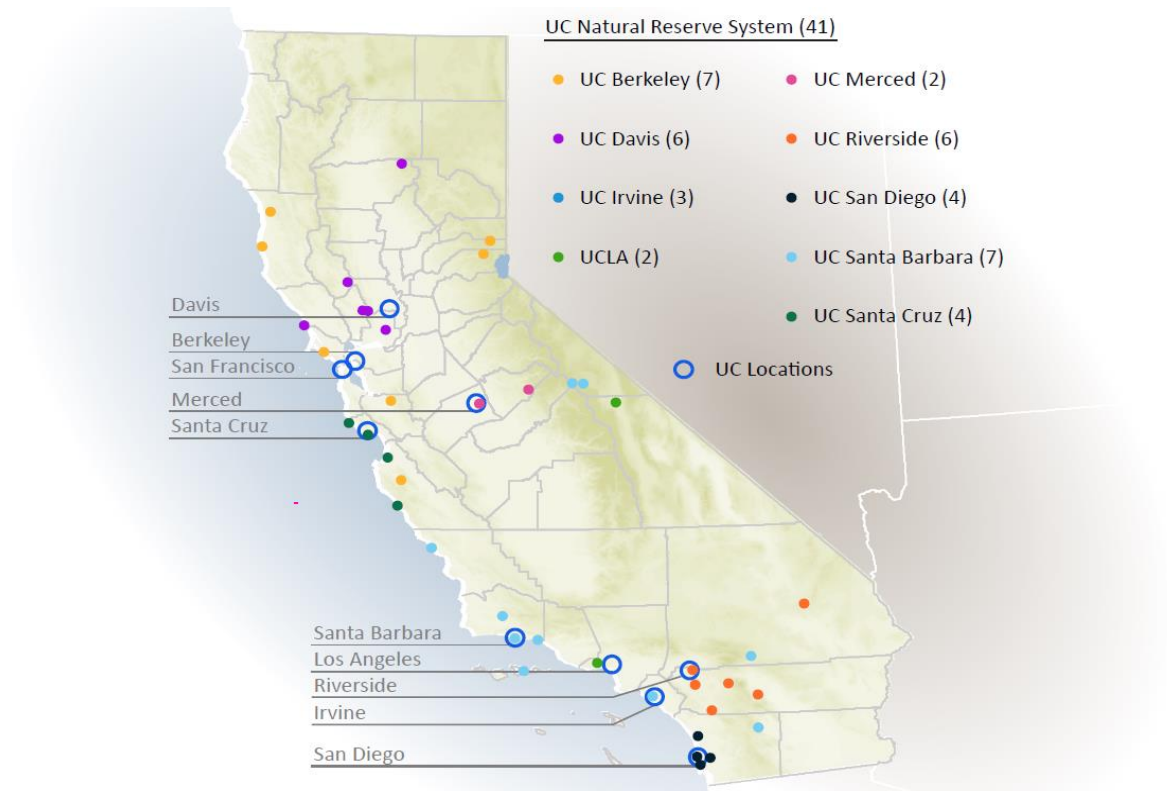 UC Natural Reserve System (41)
UC Berkeley (7)
UC Merced (2)
UC Davis (6)
UC Riverside (6)
UC Irvine (3)
UC San Diego (4)
UCLA (2)
UC Santa Barbara (7)
UC Santa Cruz (4)
UC Locations
Davis
Berkeley
San Francisco
Merced
Santa Cruz
Santa Barbara
Los Angeles
Riverside
Irvine
San Diego